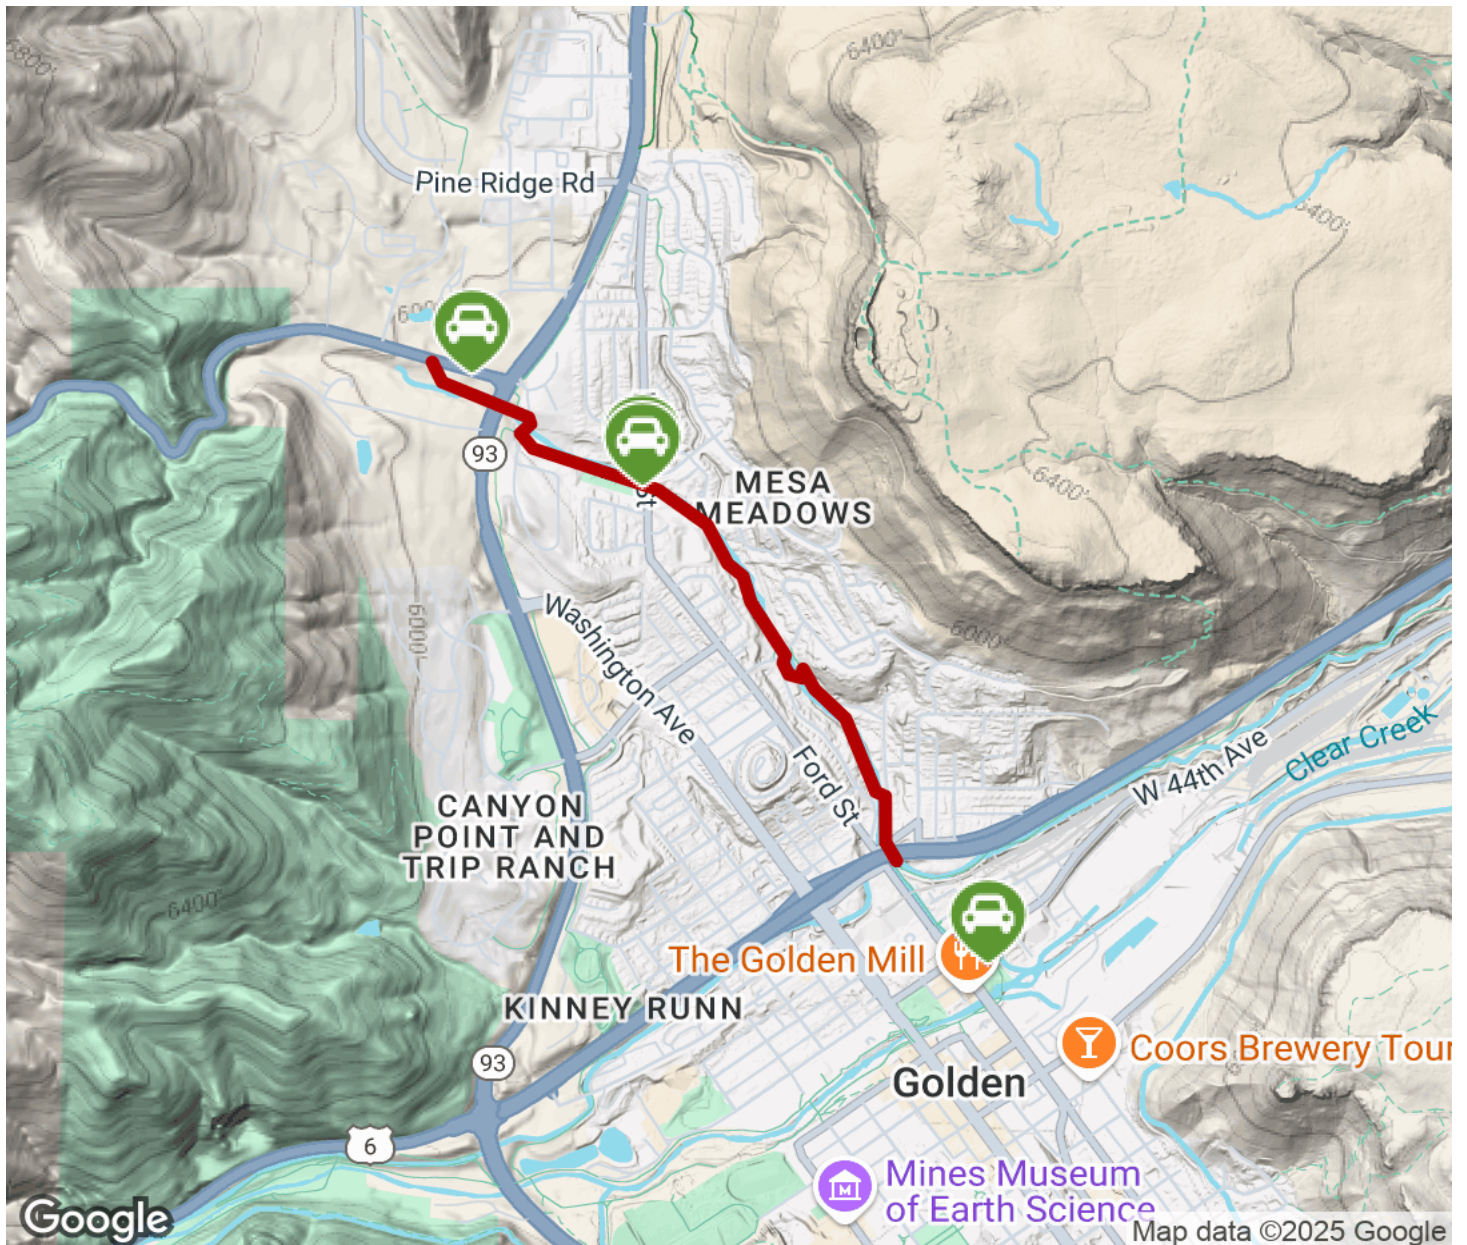 6400'
Pine Ridge Rd
6400'
93
St
MESA
MEADOWS
6400'
Washington Ave
6000'
6000'
Ford St
W 44th Ave
Clear Creek
CANYON
POINT AND
TRIP RANCH
6400'
The Golden Mill
KINNEY RUNN
93
Coors Brewery Tour
Golden
6
Mines Museum
of Earth Science
Google
Map data ©2025 Google